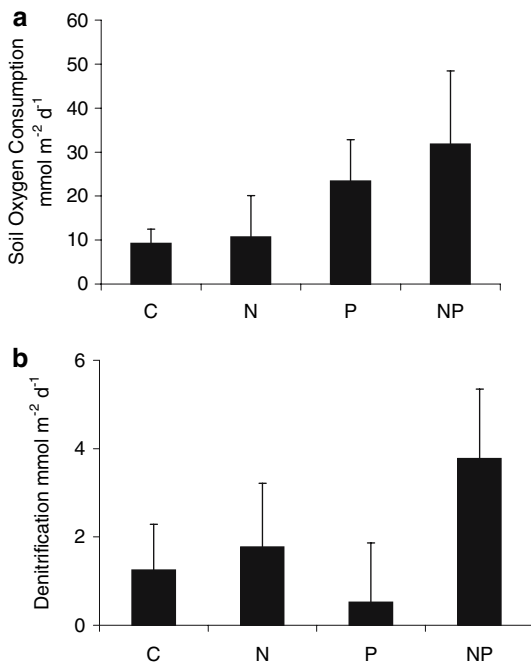 a
Soil Oxygen Consumption
mmol m⁻² d⁻¹
60
50
40
30
20
10
0
C N P NP
b
Denitrification mmol m⁻² d⁻¹
6
4
2
0
C N P NP